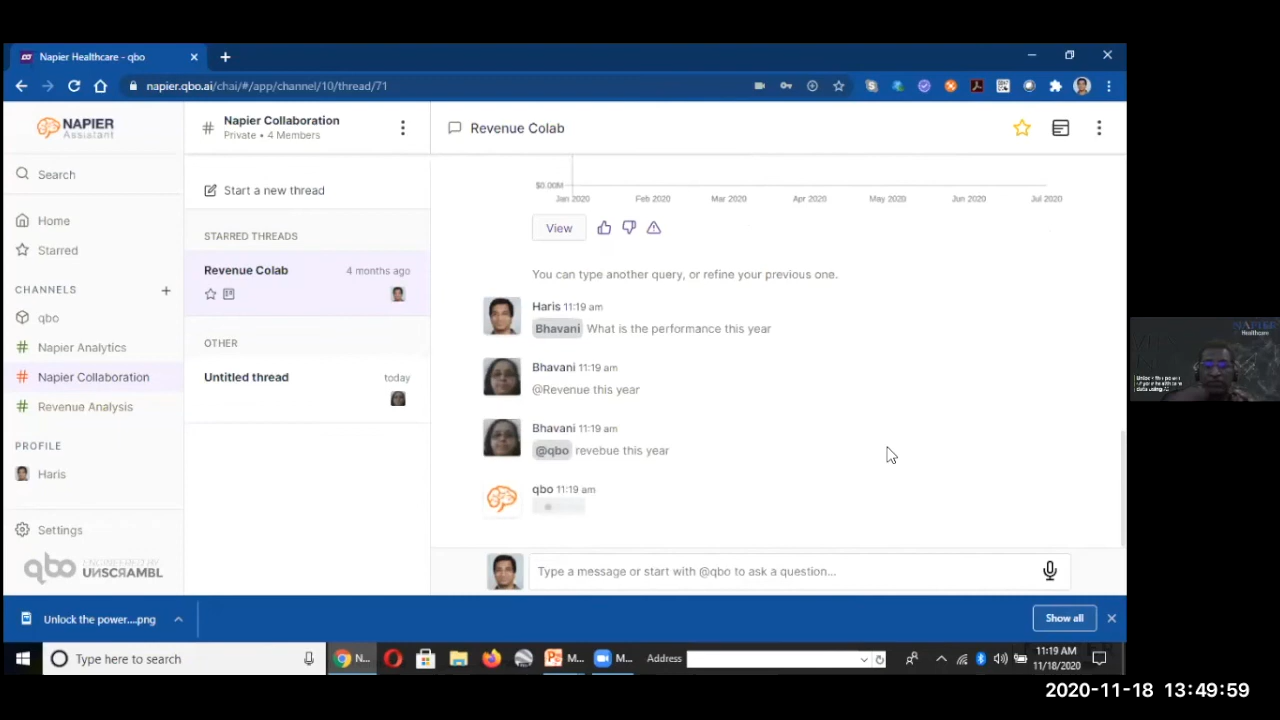 Napier Healthcare - qbo
napier.qbo.ai/chai/#/app/channel/10/thread/71
NAPIER
Assistant
Search
Home
Starred
CHANNELS
qbo
Napier Analytics
Napier Collaboration
Revenue Analysis
PROFILE
Haris
Settings
qbo ENGINEERED BY
UNSCRAMBL
# Napier Collaboration
Private • 4 Members
Start a new thread
STARRED THREADS
Revenue Colab 4 months ago
OTHER
Untitled thread today
Revenue Colab
$0.00M
Jan 2020 Feb 2020 Mar 2020 Apr 2020 May 2020 Jun 2020 Jul 2020
View
You can type another query, or refine your previous one.
Haris 11:19 am
Bhavani What is the performance this year
Bhavani 11:19 am
@Revenue this year
Bhavani 11:19 am
@qbo revebue this year
qbo 11:19 am
Type a message or start with @qbo to ask a question...
NAPIER
Healthcare
Unlock the power....png
Show all
Type here to search
N...
M...
M...
Address
11:19 AM
11/18/2020
2020-11-18 13:49:59